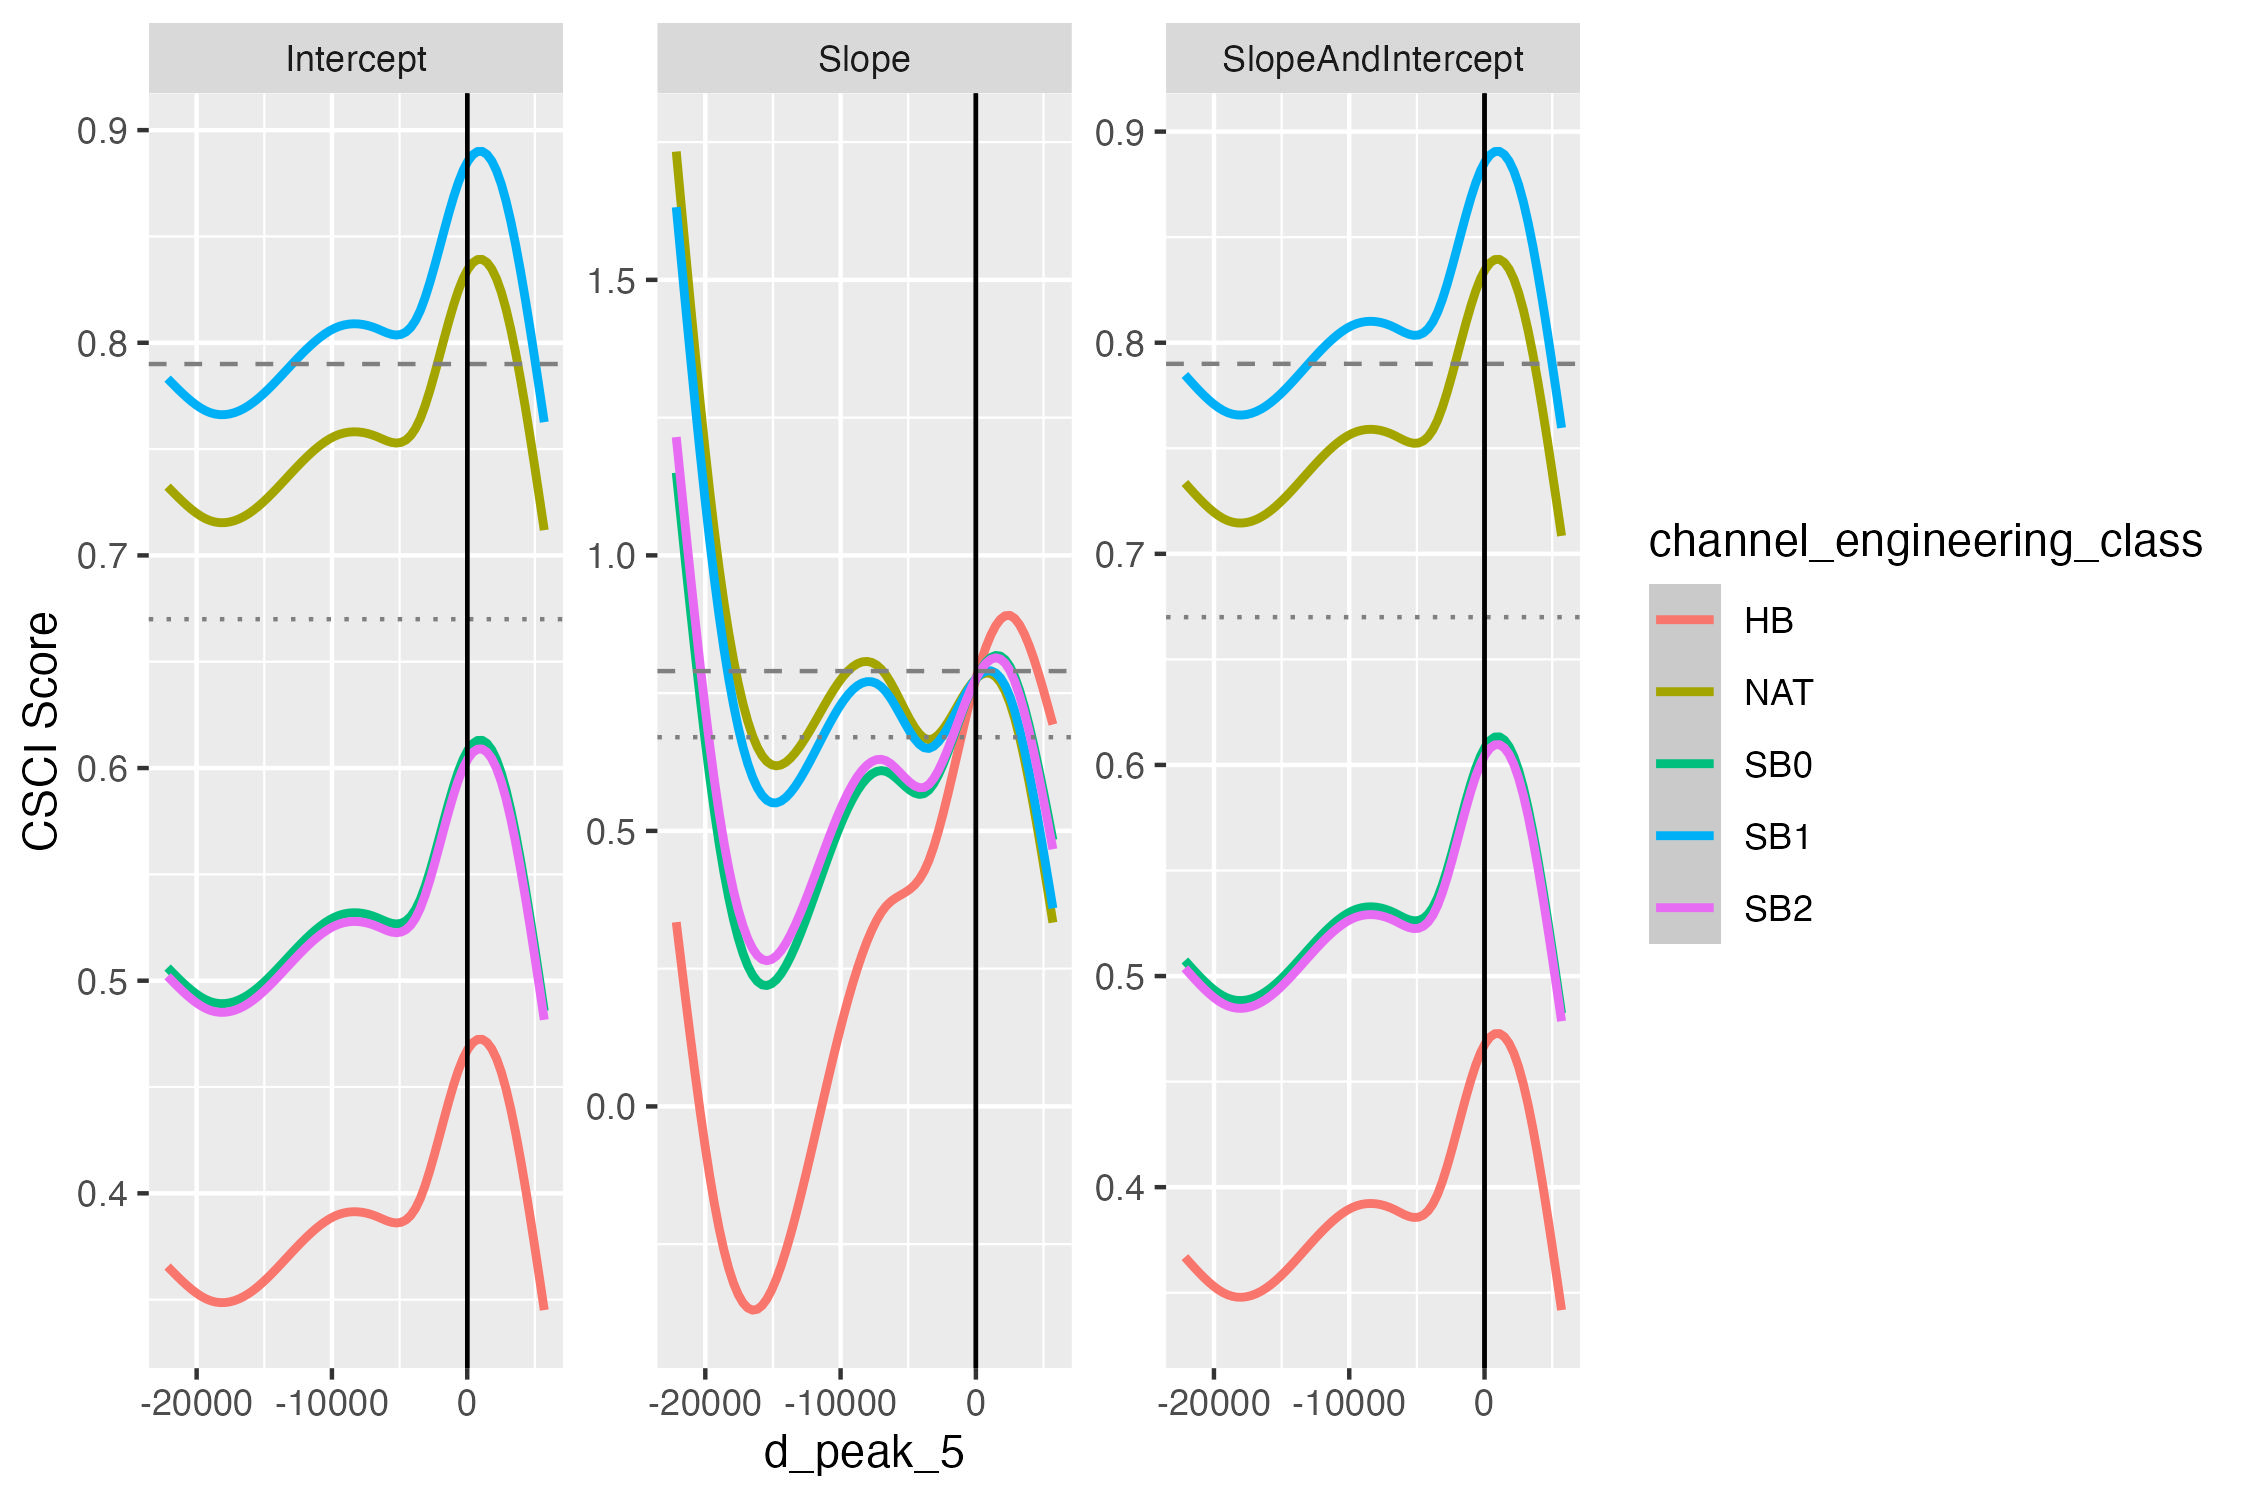 Intercept
Slope
SlopeAndIntercept
CSCI Score
0.9
0.8
0.7
0.6
0.5
0.4
1.5
1.0
0.5
0.0
0.9
0.8
0.7
0.6
0.5
0.4
-20000 -10000 0
-20000 -10000 0
-20000 -10000 0
d_peak_5
channel_engineering_class
HB
NAT
SB0
SB1
SB2